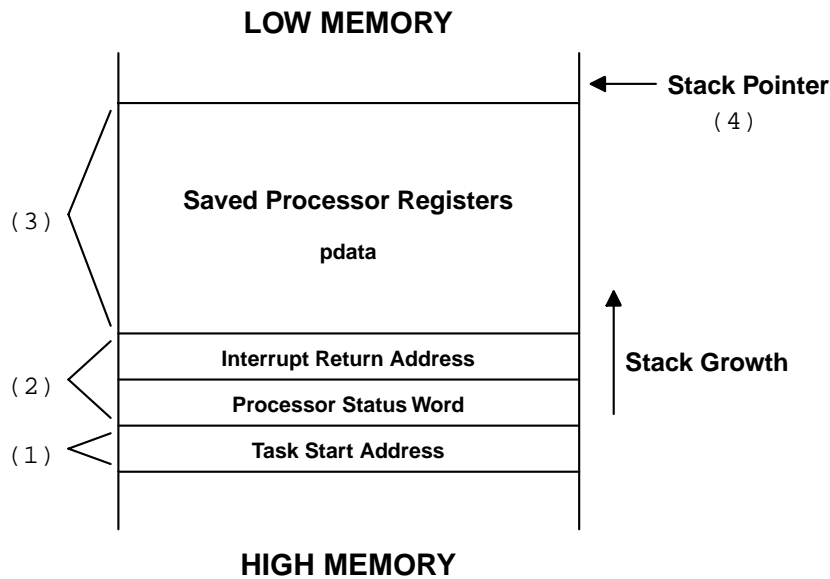 LOW MEMORY
Stack Pointer
(4)
Saved Processor Registers
(3)
pdata
Interrupt Return Address
Stack Growth
(2)
Processor Status Word
(1)
Task Start Address
HIGH MEMORY